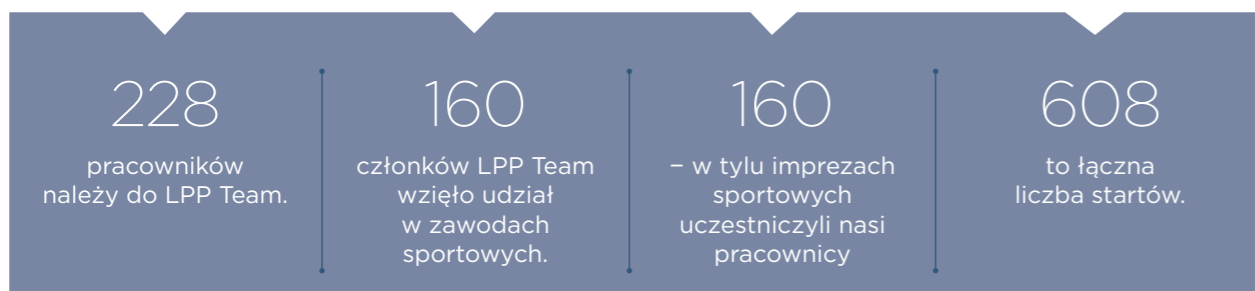 228
pracowników
należy do LPP Team.
160
członków LPP Team
wzięło udział
w zawodach
sportowych.
160
– w tylu imprezach
sportowych
uczestniczyli nasi
pracownicy
608
to łączna
liczba startów.